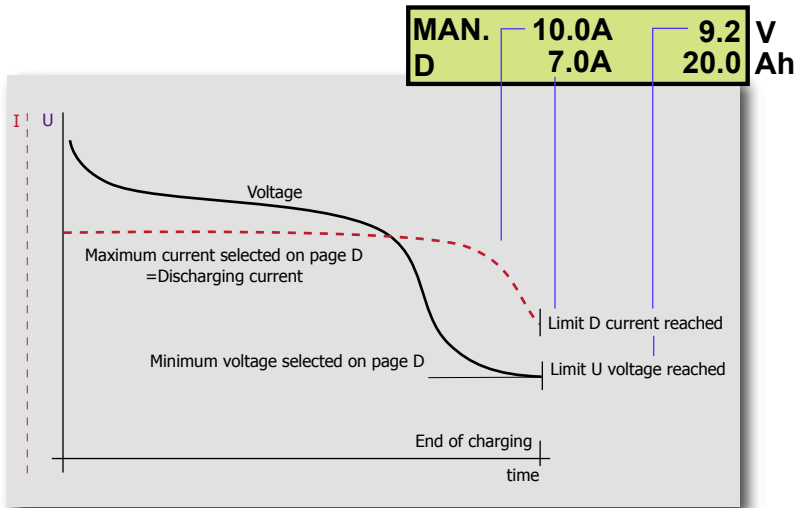 MAN. 10.0A 9.2 V
D 7.0A 20.0 Ah
I U
Voltage
Maximum current selected on page D
=Discharging current
Limit D current reached
Minimum voltage selected on page D
Limit U voltage reached
End of charging
time